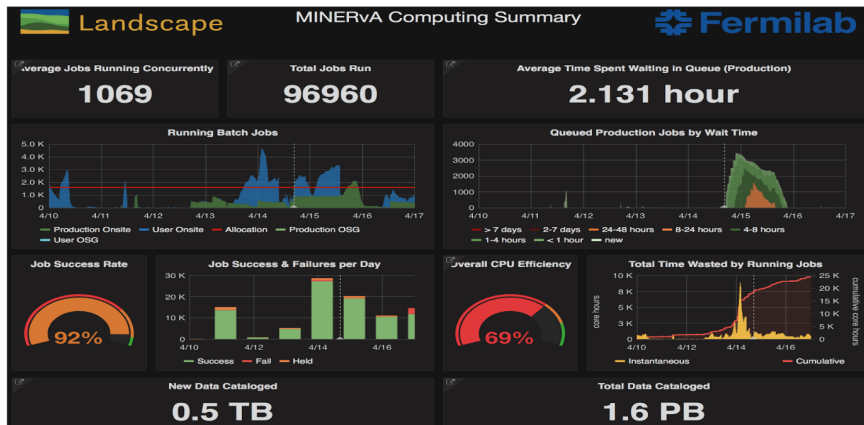 Landscape
MINERvA Computing Summary
Fermilab
Average Jobs Running Concurrently
1069
Total Jobs Run
96960
Average Time Spent Waiting in Queue (Production)
2.131 hour
Running Batch Jobs
5.0 K
4.0 K
3.0 K
2.0 K
1.0 K
0
4/10 4/11 4/12 4/13 4/14 4/15 4/16 4/17
Production Onsite User Onsite Allocation Production OSG
User OSG
Queued Production Jobs by Wait Time
4000
3000
2000
1000
0
4/10 4/11 4/12 4/13 4/14 4/15 4/16 4/17
> 7 days 2-7 days 24-48 hours 8-24 hours 4-8 hours
1-4 hours < 1 hour new
Job Success Rate
92%
Job Success & Failures per Day
30 K
20 K
10 K
0
4/10 4/12 4/14 4/16
Success Fail Held
Overall CPU Efficiency
69%
Total Time Wasted by Running Jobs
core hours
10 K
8 K
5 K
3 K
0
25 K
20 K
15 K
10 K
5 K
0
cumulative core hours
4/10 4/12 4/14 4/16
Instantaneous Cumulative
New Data Cataloged
0.5 TB
Total Data Cataloged
1.6 PB